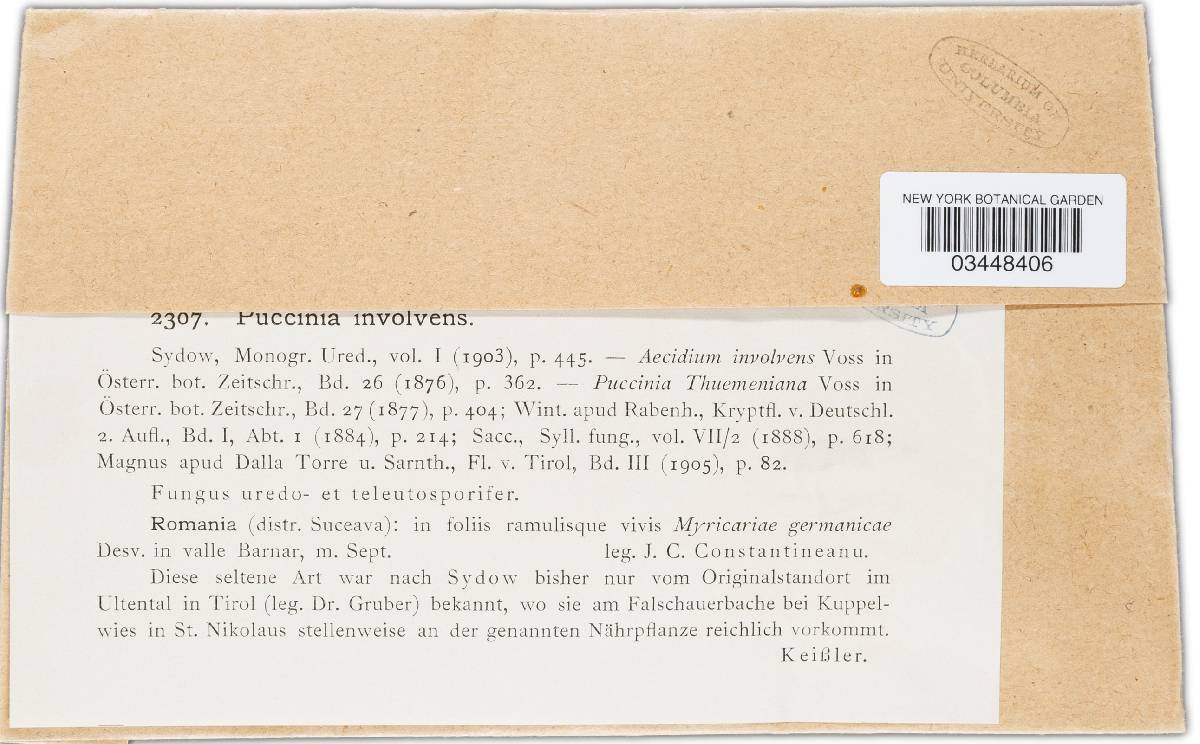 HERBARIUM OF
COLUMBIA
UNIVERSITY
NEW YORK BOTANICAL GARDEN
03448406
2307. Puccinia involvens.
Sydow, Monogr. Ured., vol. I (1903), p. 445. — Aecidium involvens Voss in
Österr. bot. Zeitschr., Bd. 26 (1876), p. 362. — Puccinia Thuemeniana Voss in
Österr. bot. Zeitschr., Bd. 27 (1877), p. 404; Wint. apud Rabenh., Kryptfl. v. Deutschl.
2. Aufl., Bd. I, Abt. 1 (1884), p. 214; Sacc., Syll. fung., vol. VII/2 (1888), p. 618;
Magnus apud Dalla Torre u. Sarnth., Fl. v. Tirol, Bd. III (1905), p. 82.
Fungus uredo- et teleutosporifer.
Romania (distr. Suceava): in foliis ramulisque vivis Myricariae germanicae
Desv. in valle Barnar, m. Sept. leg. J. C. Constantineanu.
Diese seltene Art war nach Sydow bisher nur vom Originalstandort im
Ultental in Tirol (leg. Dr. Gruber) bekannt, wo sie am Falschauerbache bei Kuppel-
wies in St. Nikolaus stellenweise an der genannten Nährpflanze reichlich vorkommt.
Keißler.